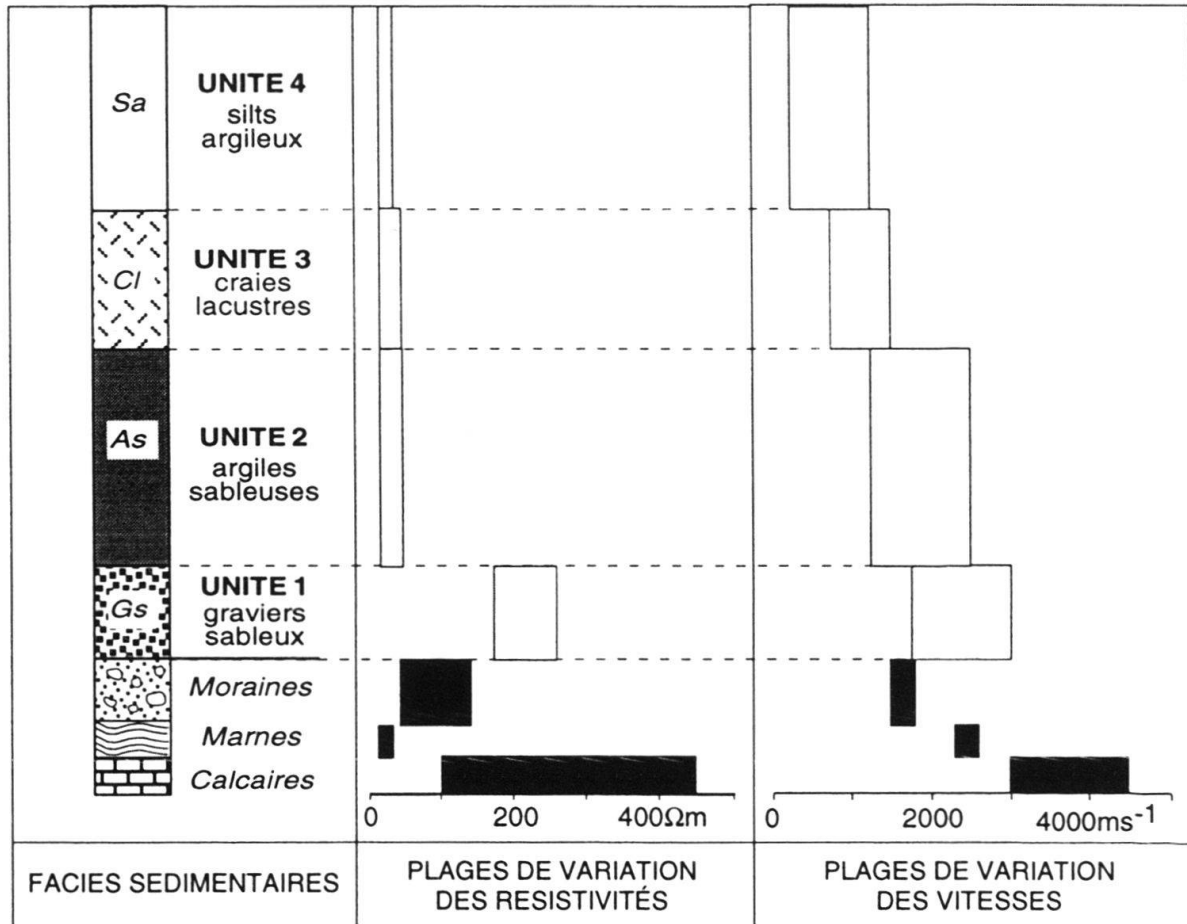 Sa
UNITE 4
silts
argileux
Cl
UNITE 3
craies
lacustres
As
UNITE 2
argiles
sableuses
Gs
UNITE 1
graviers
sableux
Moraines
Marnes
Calcaires
0 200 400Ωm
0 2000 4000ms⁻¹
FACIES SEDIMENTAIRES
PLAGES DE VARIATION
DES RESISTIVITÉS
PLAGES DE VARIATION
DES VITESSES